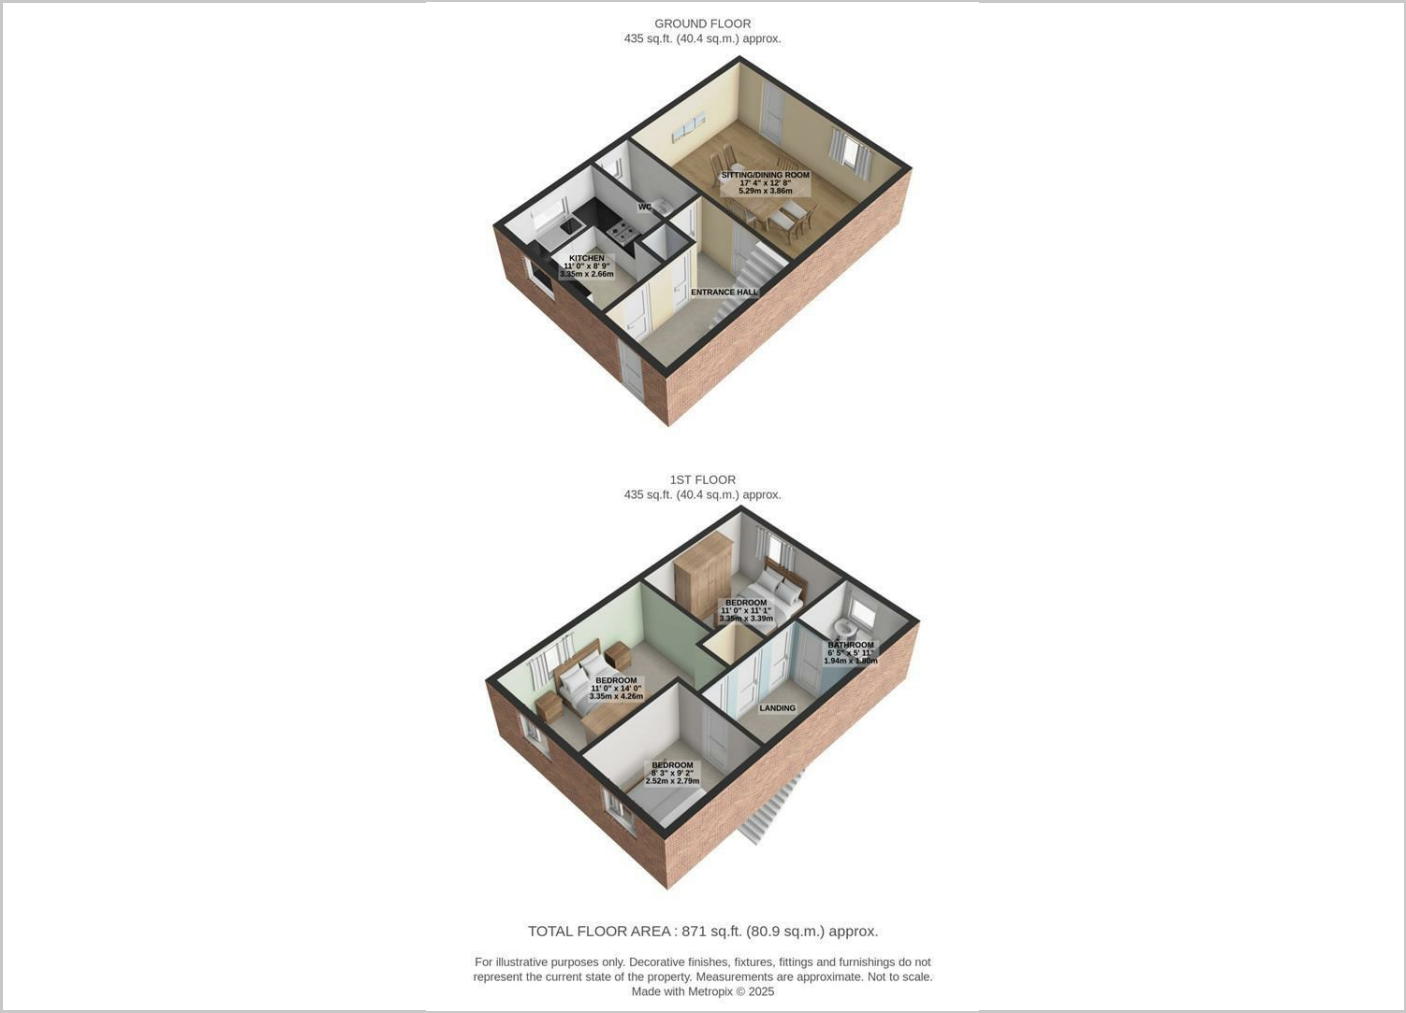 GROUND FLOOR
435 sq.ft. (40.4 sq.m.) approx.
SITTING/DINING ROOM
17' 4" x 12' 8"
5.29m x 3.86m
WC
KITCHEN
11' 0" x 8' 9"
3.35m x 2.66m
ENTRANCE HALL
1ST FLOOR
435 sq.ft. (40.4 sq.m.) approx.
BEDROOM
11' 0" x 11' 1"
3.35m x 3.39m
BATHROOM
6' 5" x 5' 11"
1.94m x 1.80m
BEDROOM
11' 0" x 14' 0"
3.35m x 4.26m
LANDING
BEDROOM
8' 3" x 9' 2"
2.52m x 2.79m
TOTAL FLOOR AREA : 871 sq.ft. (80.9 sq.m.) approx.
For illustrative purposes only. Decorative finishes, fixtures, fittings and furnishings do not
represent the current state of the property. Measurements are approximate. Not to scale.
Made with Metropix © 2025